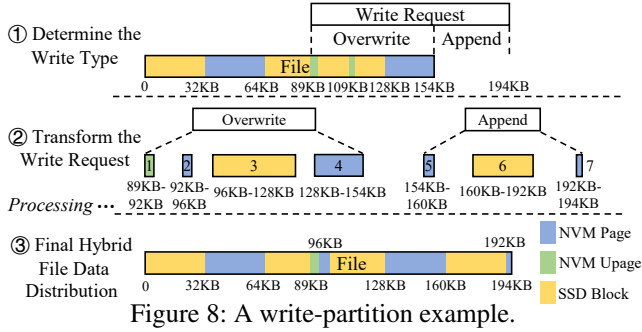 Write Request
① Determine the
Write Type
Overwrite
Append
File
0
32KB
64KB
89KB
109KB
128KB
154KB
194KB
② Transform the
Write Request
Overwrite
Append
1
2
3
4
5
6
7
89KB-
92KB
92KB-
96KB
96KB-128KB
128KB-154KB
154KB-
160KB
160KB-192KB
192KB-
194KB
Processing ···
③ Final Hybrid
File Data
Distribution
96KB
192KB
File
0
32KB
64KB
89KB
128KB
160KB
194KB
NVM Page
NVM Upage
SSD Block
Figure 8: A write-partition example.